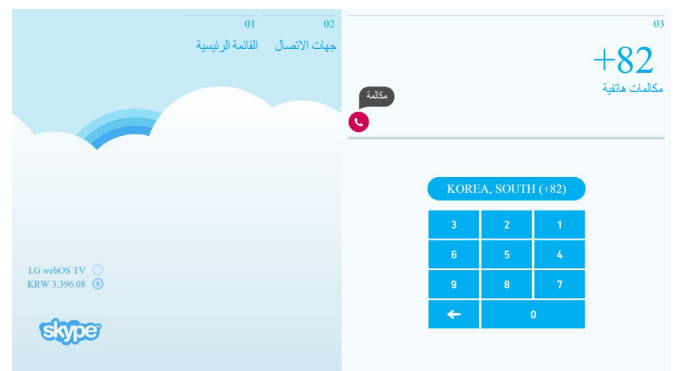 01
القائمة الرئيسية
02
جهات الاتصال
03
+82
مكالمات هاتفية
مكالمة
KOREA, SOUTH (+82)
3 2 1
6 5 4
9 8 7
← 0
LG webOS TV
KRW 3,396.08
skype